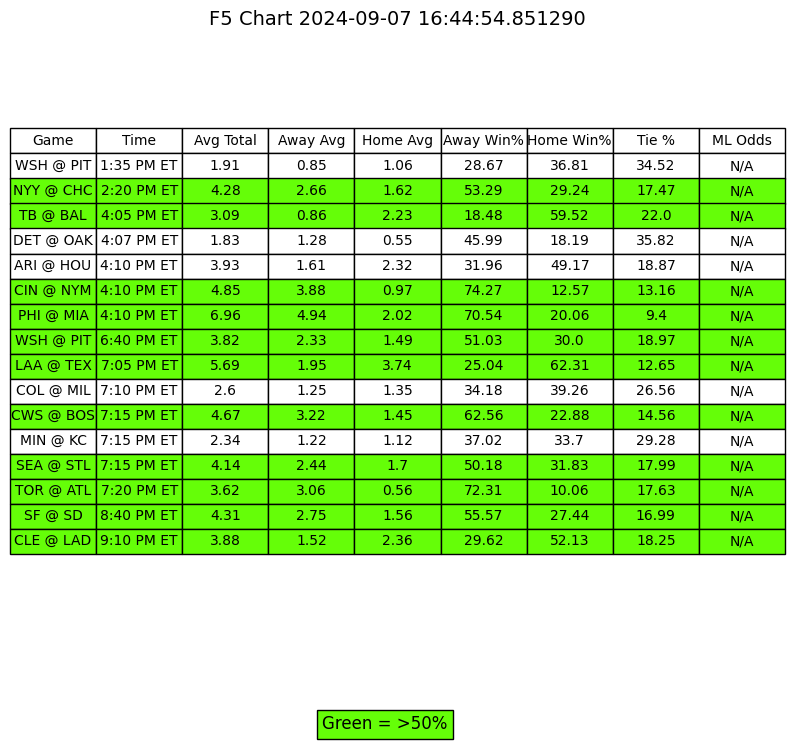 F5 Chart 2024-09-07 16:44:54.851290
Game Time Avg Total Away Avg Home Avg Away Win% Home Win% Tie % ML Odds
WSH @ PIT 1:35 PM ET 1.91 0.85 1.06 28.67 36.81 34.52 N/A
NYY @ CHC 2:20 PM ET 4.28 2.66 1.62 53.29 29.24 17.47 N/A
TB @ BAL 4:05 PM ET 3.09 0.86 2.23 18.48 59.52 22.0 N/A
DET @ OAK 4:07 PM ET 1.83 1.28 0.55 45.99 18.19 35.82 N/A
ARI @ HOU 4:10 PM ET 3.93 1.61 2.32 31.96 49.17 18.87 N/A
CIN @ NYM 4:10 PM ET 4.85 3.88 0.97 74.27 12.57 13.16 N/A
PHI @ MIA 4:10 PM ET 6.96 4.94 2.02 70.54 20.06 9.4 N/A
WSH @ PIT 6:40 PM ET 3.82 2.33 1.49 51.03 30.0 18.97 N/A
LAA @ TEX 7:05 PM ET 5.69 1.95 3.74 25.04 62.31 12.65 N/A
COL @ MIL 7:10 PM ET 2.6 1.25 1.35 34.18 39.26 26.56 N/A
CWS @ BOS 7:15 PM ET 4.67 3.22 1.45 62.56 22.88 14.56 N/A
MIN @ KC 7:15 PM ET 2.34 1.22 1.12 37.02 33.7 29.28 N/A
SEA @ STL 7:15 PM ET 4.14 2.44 1.7 50.18 31.83 17.99 N/A
TOR @ ATL 7:20 PM ET 3.62 3.06 0.56 72.31 10.06 17.63 N/A
SF @ SD 8:40 PM ET 4.31 2.75 1.56 55.57 27.44 16.99 N/A
CLE @ LAD 9:10 PM ET 3.88 1.52 2.36 29.62 52.13 18.25 N/A
Green = >50%